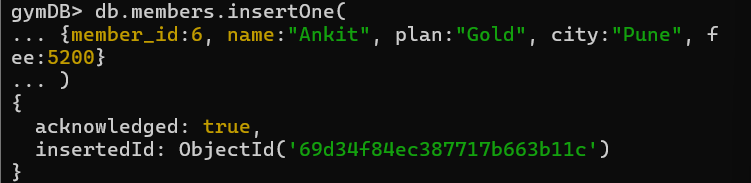 gymDB> db.members.insertOne(
... {member_id:6, name:"Ankit", plan:"Gold", city:"Pune", f
ee:5200}
... )
{
  acknowledged: true,
  insertedId: ObjectId('69d34f84ec387717b663b11c')
}